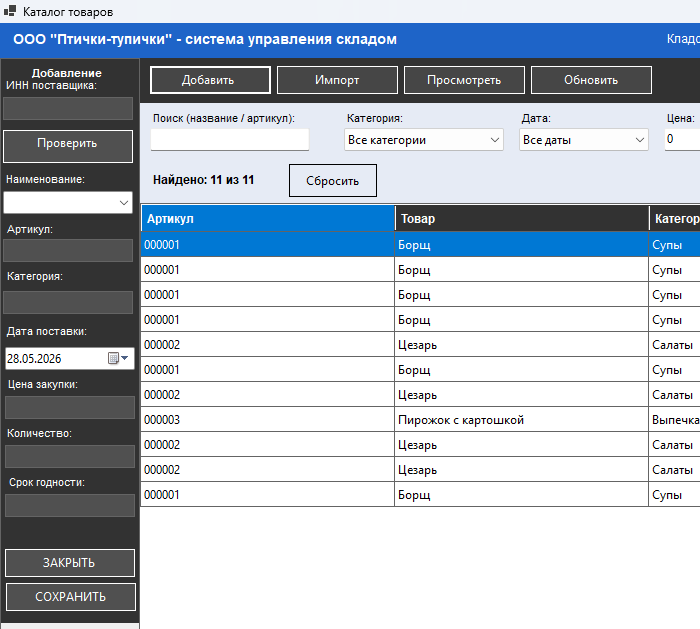 Каталог товаров
ООО "Птички-тупички" - система управления складом
Кладо
Добавление
ИНН поставщика:
Проверить
Наименование:
Артикул:
Категория:
Дата поставки:
28.05.2026
Цена закупки:
Количество:
Срок годности:
ЗАКРЫТЬ
СОХРАНИТЬ
Добавить Импорт Просмотреть Обновить
Поиск (название / артикул): Категория: Дата: Цена:
Все категории Все даты 0
Найдено: 11 из 11 Сбросить
Артикул Товар Категор
000001 Борщ Супы
000001 Борщ Супы
000001 Борщ Супы
000001 Борщ Супы
000002 Цезарь Салаты
000001 Борщ Супы
000002 Цезарь Салаты
000003 Пирожок с картошкой Выпечка
000002 Цезарь Салаты
000002 Цезарь Салаты
000001 Борщ Супы